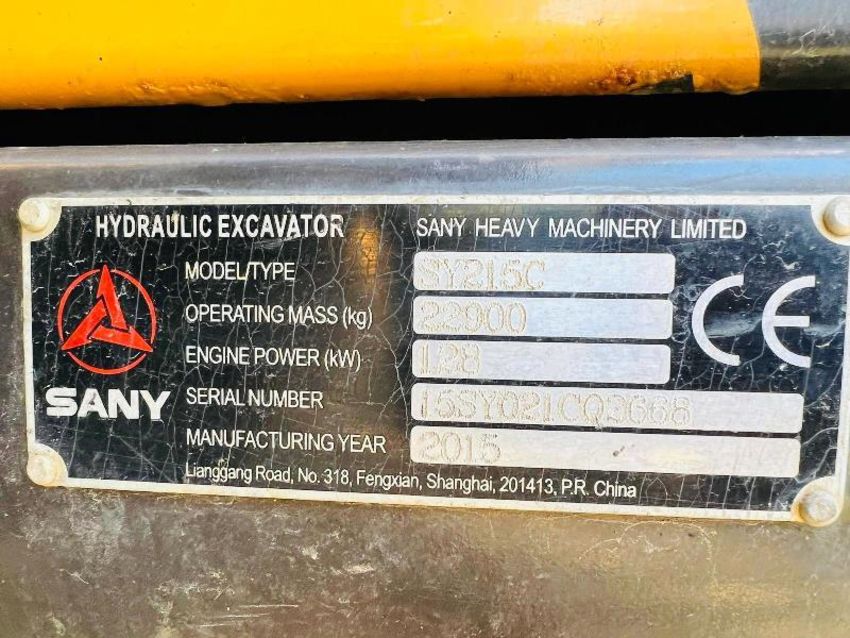 HYDRAULIC EXCAVATOR SANY HEAVY MACHINERY LIMITED
MODEL/TYPE SY215C
OPERATING MASS (kg) 22900
ENGINE POWER (kW) 128
SERIAL NUMBER
MANUFACTURING YEAR 2015
Lianggang Road, No. 318, Fengxian, Shanghai, 201413, P.R. China
SANY
CE